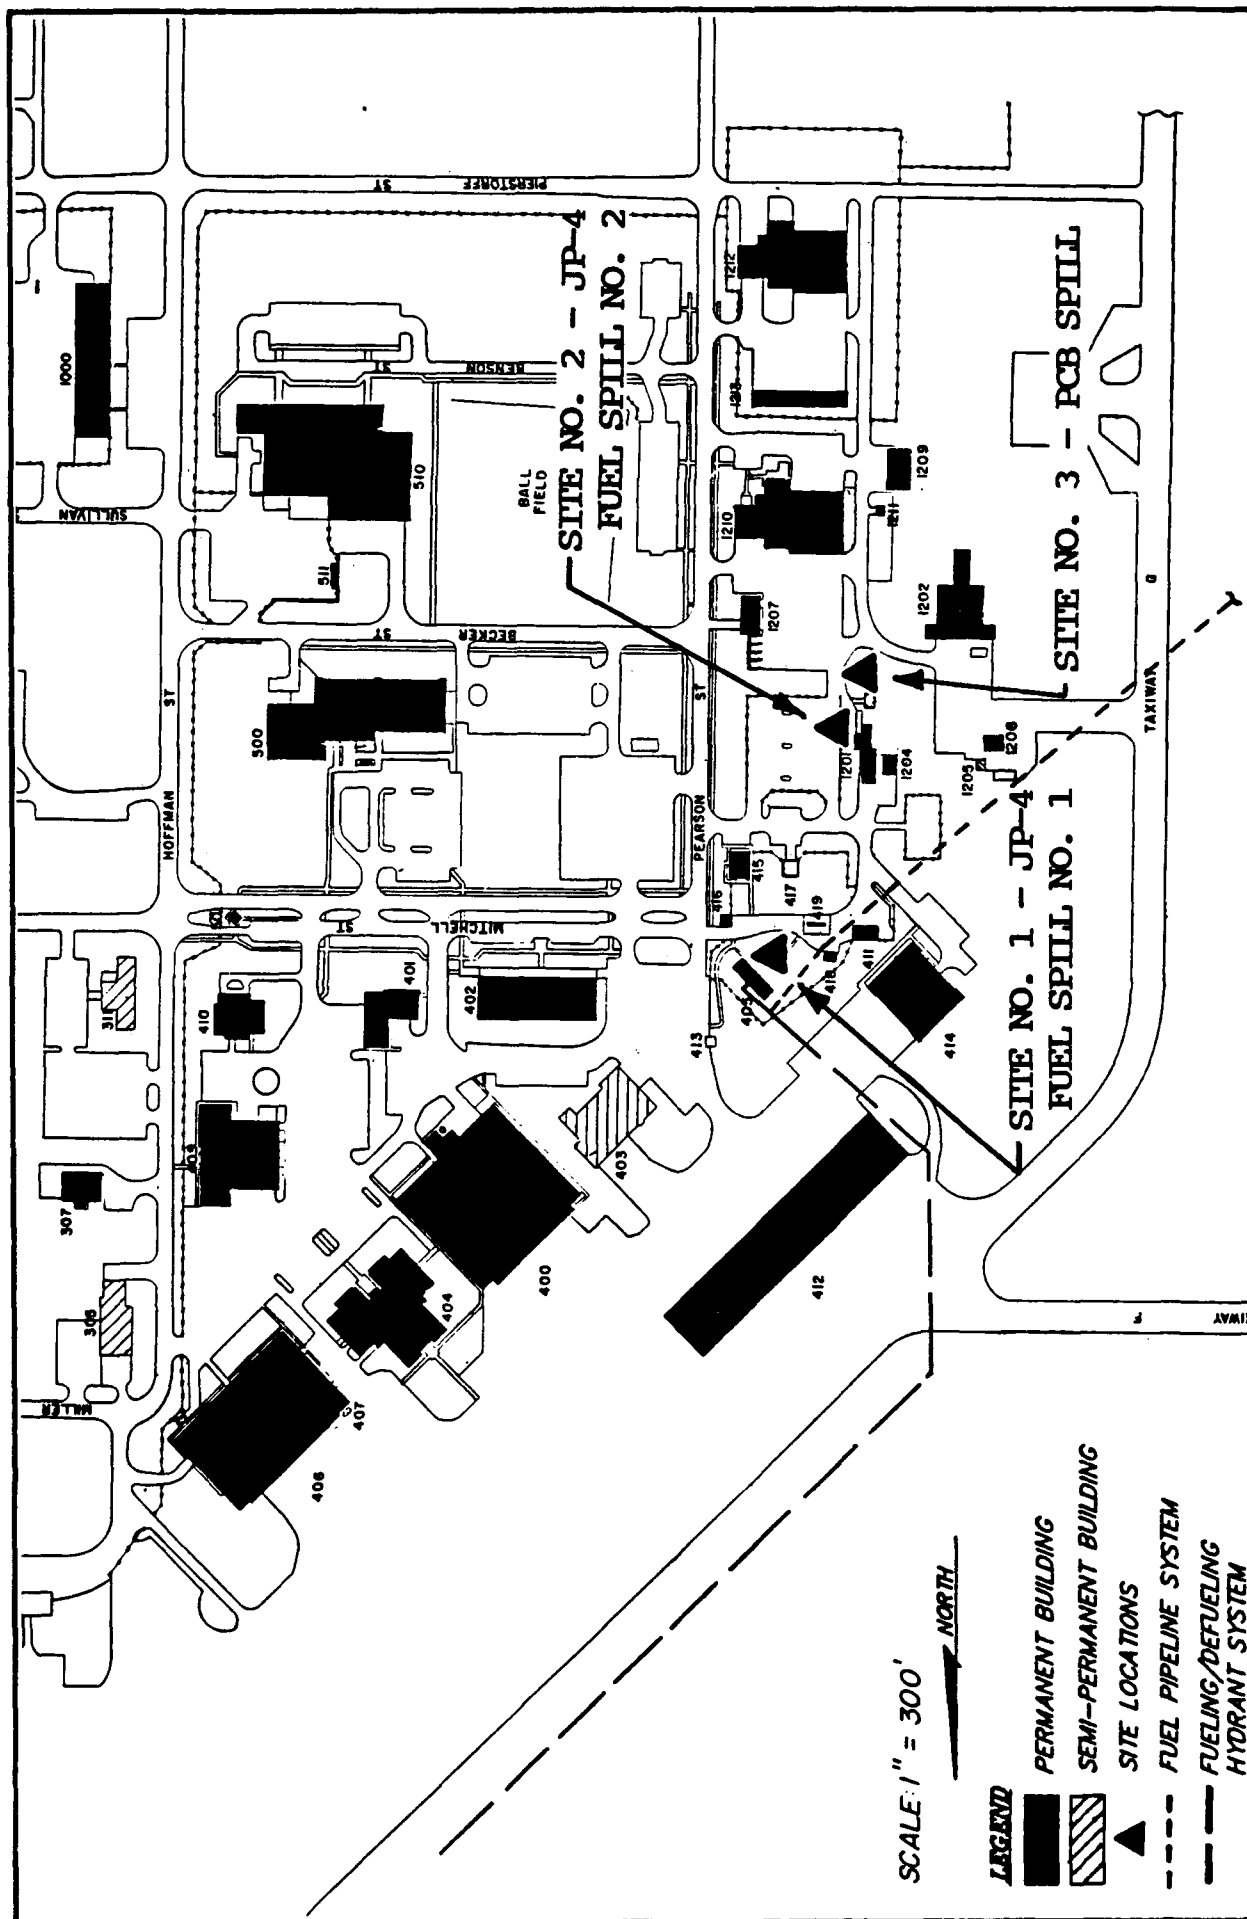 SITE NO. 2 - JP-4
FUEL SPILL NO. 2
SITE NO. 3 - PCB SPILL
SITE NO. 1 - JP-4
FUEL SPILL NO. 1
MILLER
SULLIVAN
HOFFMAN ST
MITCHELL ST
BECKER ST
BENSON ST
PIERSTORFF ST
PEARSON ST
TAXIWAY G
F
BALL
FIELD
307
311
410
401
402
406
407
404
400
403
412
413
414
411
419
417
416
415
500
511
510
1000
1201
1204
1205
1206
1202
1207
1210
1211
1209
1213
1212
SCALE: 1" = 300'
NORTH
LEGEND
PERMANENT BUILDING
SEMI-PERMANENT BUILDING
SITE LOCATIONS
FUEL PIPELINE SYSTEM
FUELING/DEFUELING
HYDRANT SYSTEM